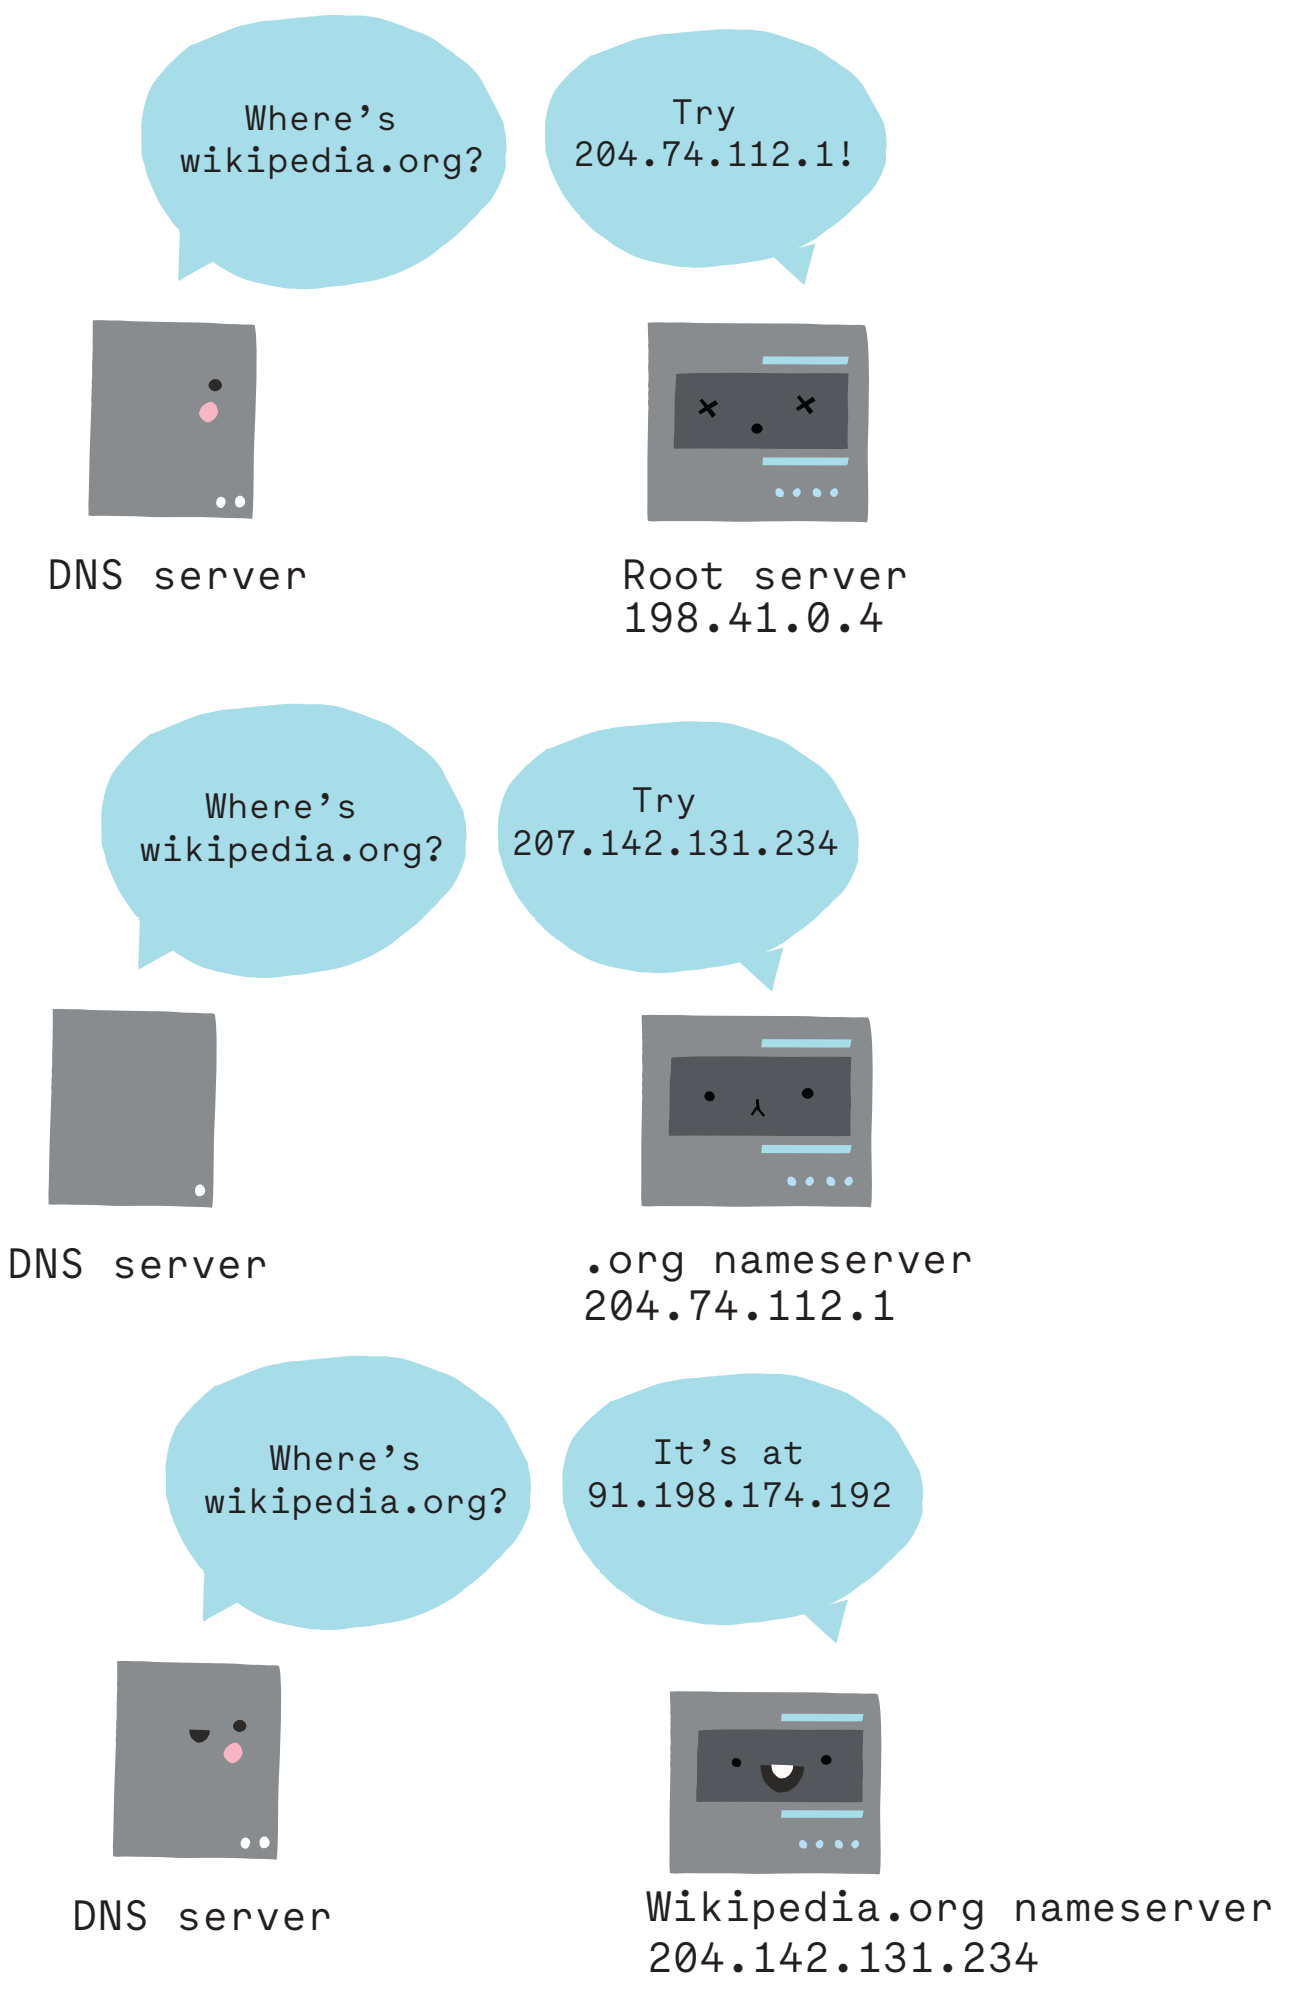 Where’s
wikipedia.org?
Try
204.74.112.1!
DNS server
Root server
198.41.0.4
Where’s
wikipedia.org?
Try
207.142.131.234
DNS server
.org nameserver
204.74.112.1
Where’s
wikipedia.org?
It’s at
91.198.174.192
DNS server
Wikipedia.org nameserver
204.142.131.234